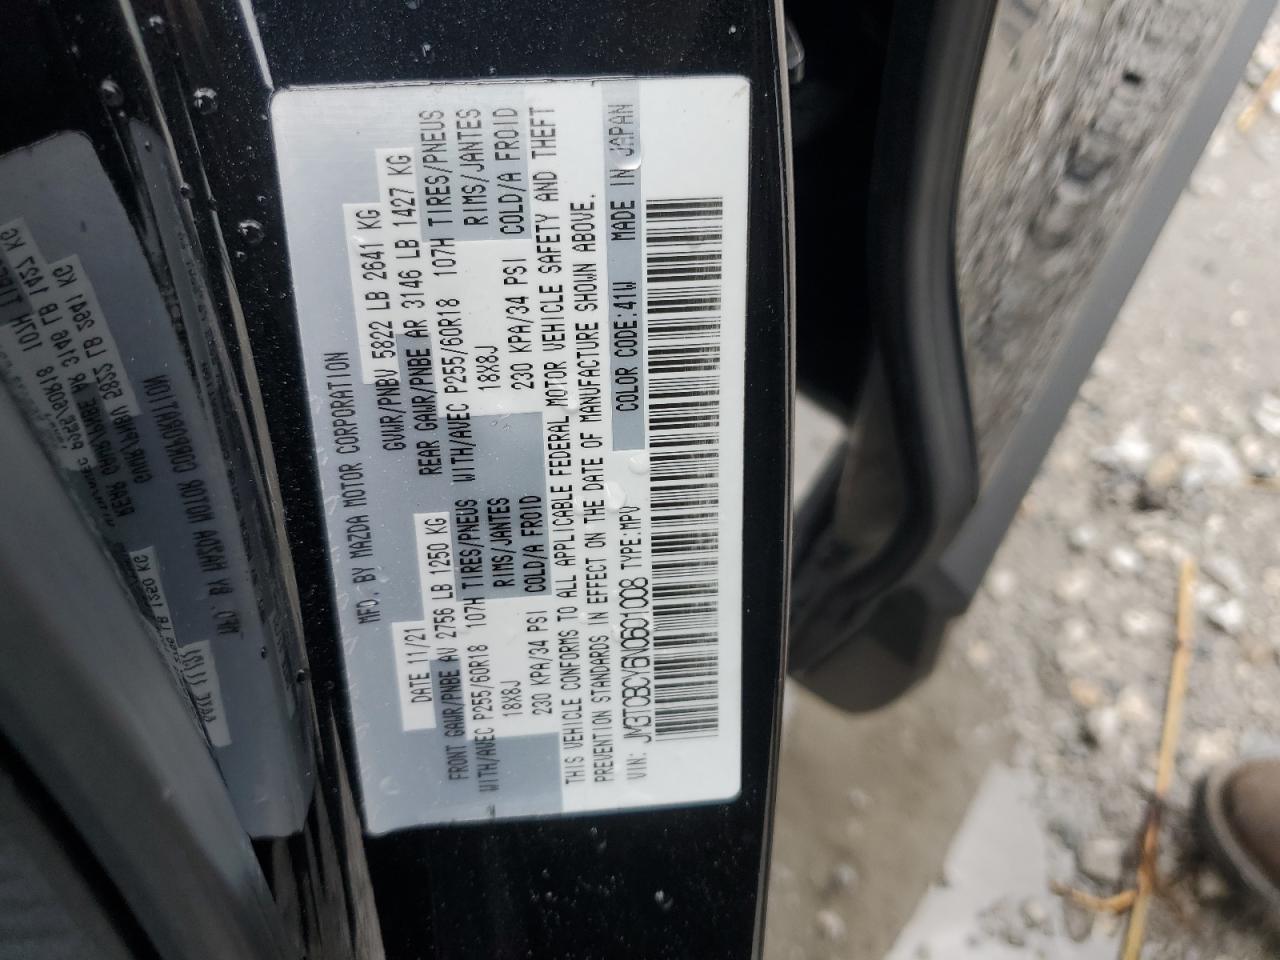 MFD. BY MAZDA MOTOR CORPORATION
DATE 11/21 GVWR/PNBV 5822 LB 2641 KG
FRONT GAWR/PNBE AV 2756 LB 1250 KG REAR GAWR/PNBE AR 3146 LB 1427 KG
WITH/AVEC P255/60R18 107H TIRES/PNEUS WITH/AVEC P255/60R18 107H TIRES/PNEUS
18X8J RIMS/JANTES 18X8J RIMS/JANTES
230 KPA/34 PSI COLD/A FROID 230 KPA/34 PSI COLD/A FROID
THIS VEHICLE CONFORMS TO ALL APPLICABLE FEDERAL MOTOR VEHICLE SAFETY AND THEFT
PREVENTION STANDARDS IN EFFECT ON THE DATE OF MANUFACTURE SHOWN ABOVE.
VIN: JM3TCBCY6N0601008 TYPE:MPV COLOR CODE:41W MADE IN JAPAN